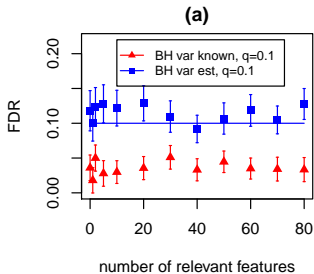 (a)
BH var known, q=0.1
BH var est, q=0.1
FDR
0.20
0.10
0.00
0 20 40 60 80
number of relevant features